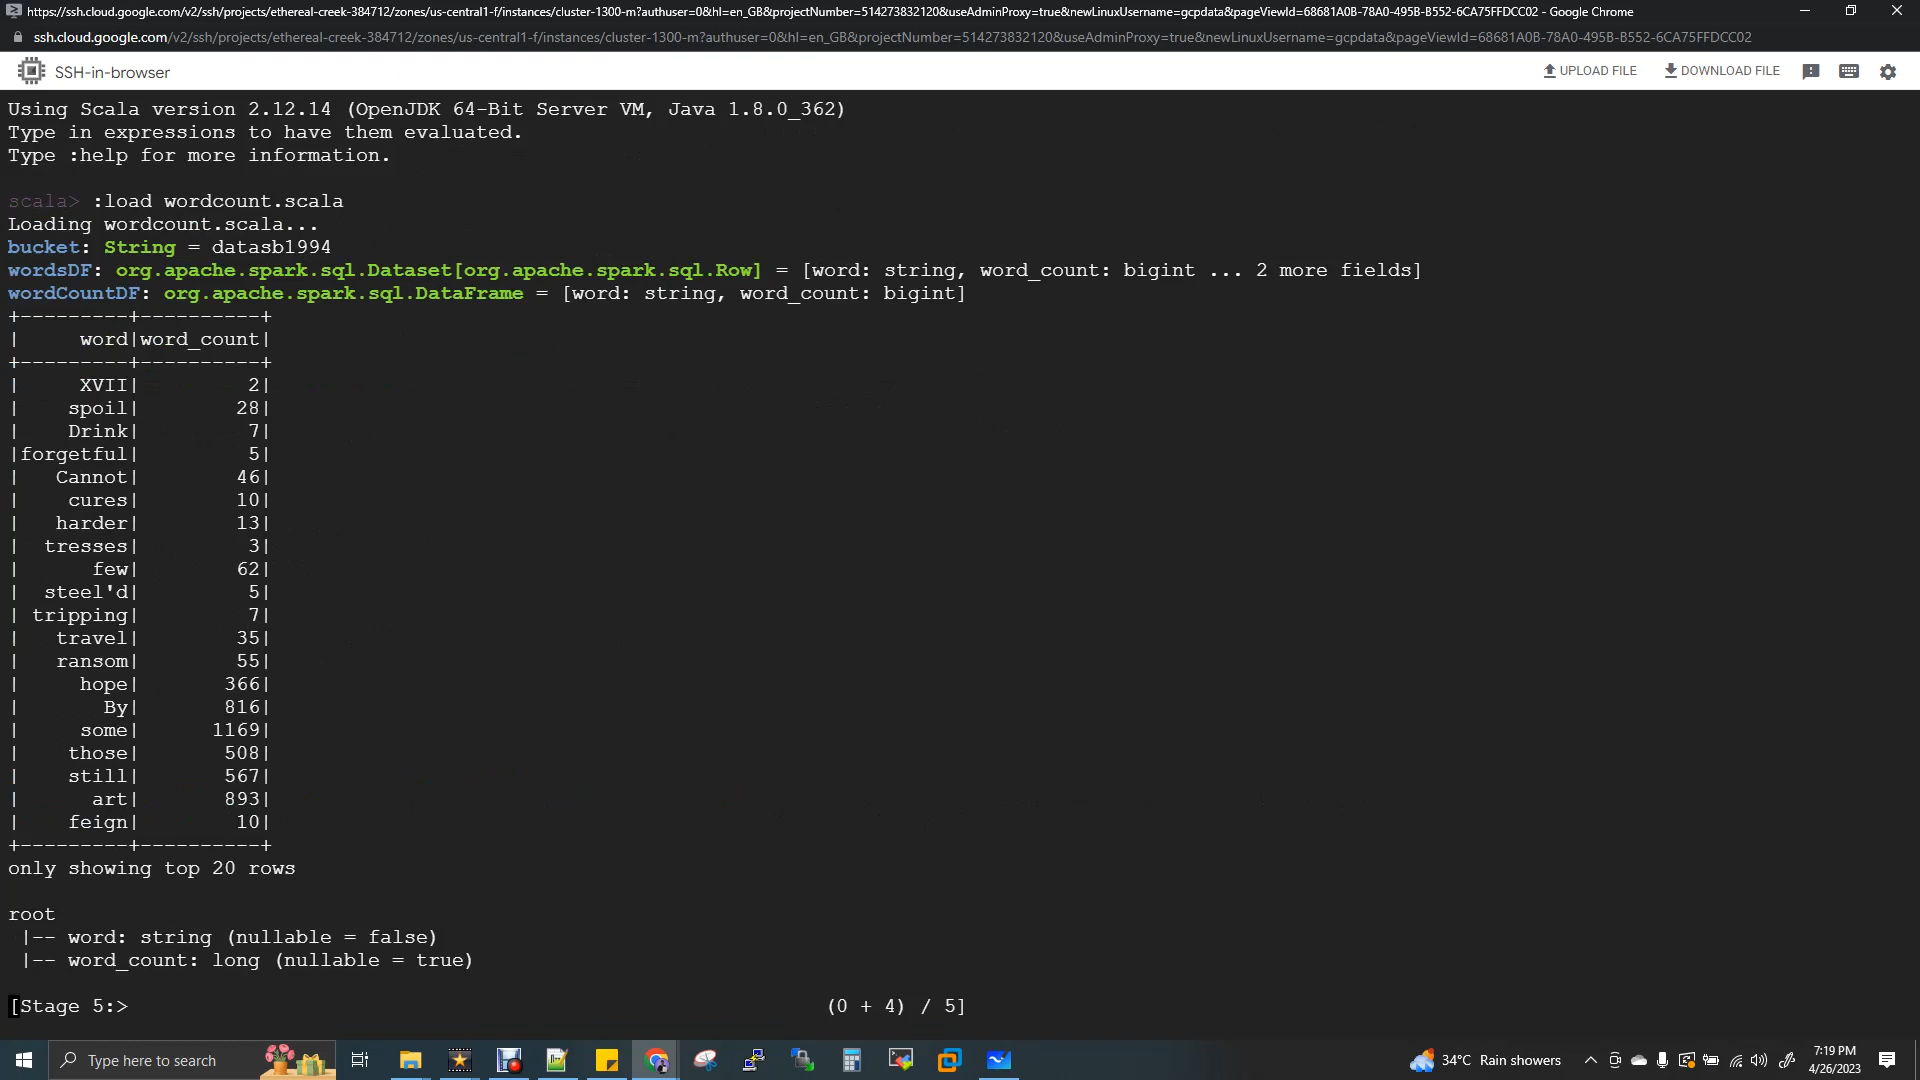 https://ssh.cloud.google.com/v2/ssh/projects/ethereal-creek-384712/zones/us-central1-f/instances/cluster-1300-m?authuser=0&hl=en_GB&projectNumber=514273832120&useAdminProxy=true&newLinuxUsername=gcpdata&pageViewId=68681A0B-78A0-495B-B552-6CA75FFDCC02 - Google Chrome
ssh.cloud.google.com/v2/ssh/projects/ethereal-creek-384712/zones/us-central1-f/instances/cluster-1300-m?authuser=0&hl=en_GB&projectNumber=514273832120&useAdminProxy=true&newLinuxUsername=gcpdata&pageViewId=68681A0B-78A0-495B-B552-6CA75FFDCC02
SSH-in-browser
UPLOAD FILE
DOWNLOAD FILE
Using Scala version 2.12.14 (OpenJDK 64-Bit Server VM, Java 1.8.0_362)
Type in expressions to have them evaluated.
Type :help for more information.
scala> :load wordcount.scala
Loading wordcount.scala...
bucket: String = datasb1994
wordsDF: org.apache.spark.sql.Dataset[org.apache.spark.sql.Row] = [word: string, word_count: bigint ... 2 more fields]
wordCountDF: org.apache.spark.sql.DataFrame = [word: string, word_count: bigint]
+---------+----------+
|     word|word_count|
+---------+----------+
|     XVII|         2|
|    spoil|        28|
|    Drink|         7|
|forgetful|         5|
|   Cannot|        46|
|    cures|        10|
|   harder|        13|
|  tresses|         3|
|      few|        62|
|  steel'd|         5|
| tripping|         7|
|   travel|        35|
|   ransom|        55|
|     hope|       366|
|       By|       816|
|     some|      1169|
|    those|       508|
|    still|       567|
|      art|       893|
|    feign|        10|
+---------+----------+
only showing top 20 rows
root
 |-- word: string (nullable = false)
 |-- word_count: long (nullable = true)
[Stage 5:>                                                          (0 + 4) / 5]
Type here to search
34°C Rain showers
7:19 PM
4/26/2023